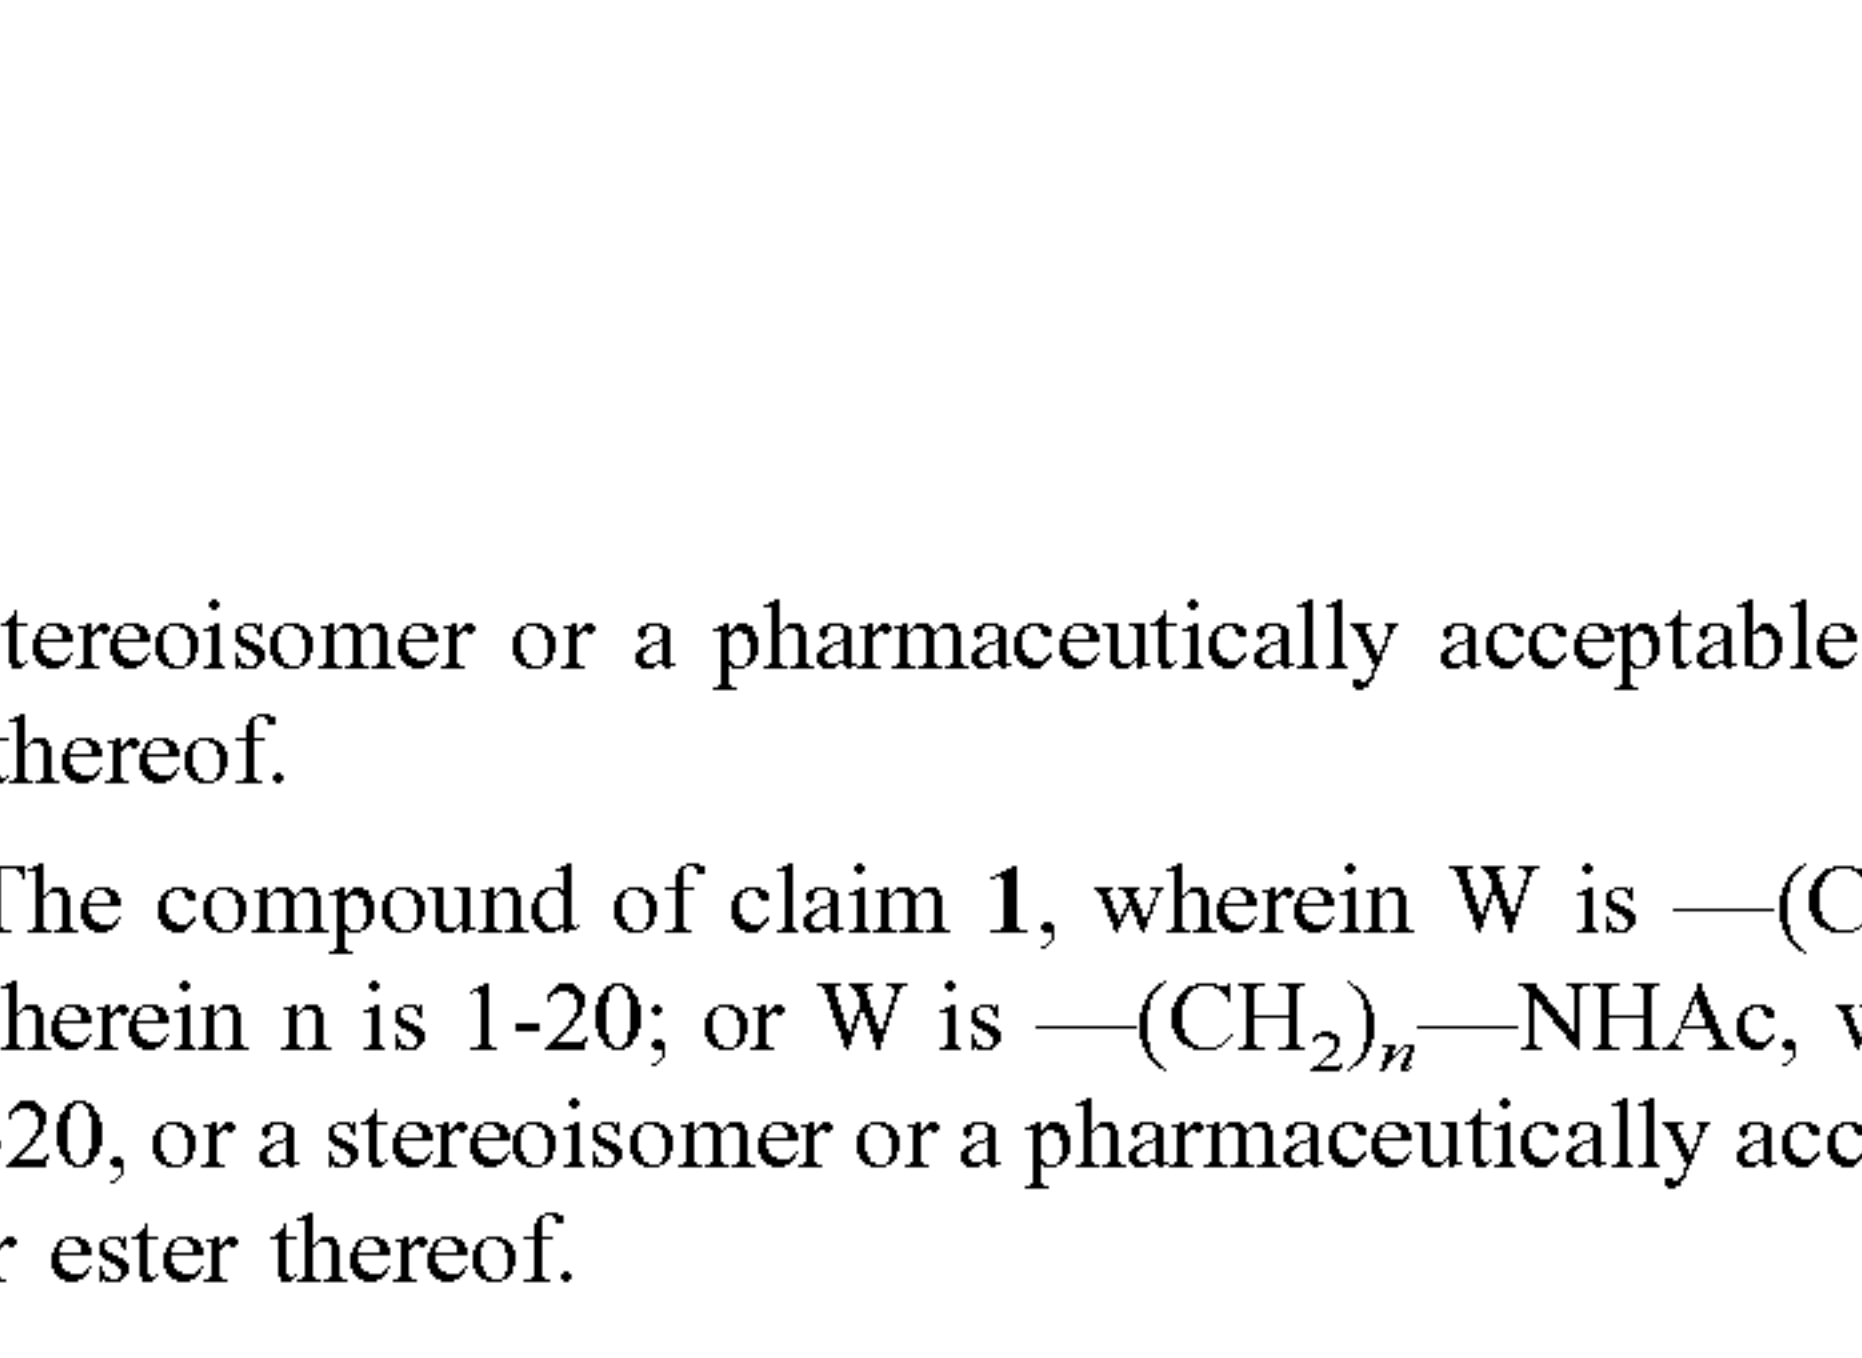 tereoisomer or a pharmaceutically acceptable
thereof.
The compound of claim 1, wherein W is —(C
herein n is 1-20; or W is —(CH₂)ₙ—NHAc, w
-20, or a stereoisomer or a pharmaceutically acc
r ester thereof.